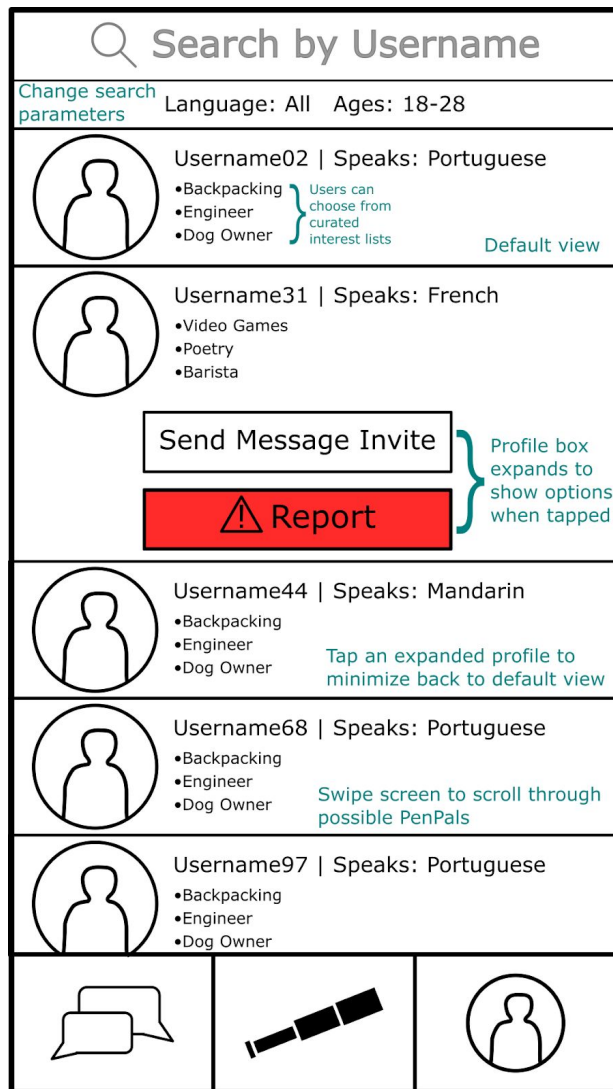 Search by Username
Change search
parameters
Language: All Ages: 18-28
Username02 | Speaks: Portuguese
•Backpacking
•Engineer
•Dog Owner
Users can
choose from
curated
interest lists
Default view
Username31 | Speaks: French
•Video Games
•Poetry
•Barista
Send Message Invite
Report
Profile box
expands to
show options
when tapped
Username44 | Speaks: Mandarin
•Backpacking
•Engineer
•Dog Owner
Tap an expanded profile to
minimize back to default view
Username68 | Speaks: Portuguese
•Backpacking
•Engineer
•Dog Owner
Swipe screen to scroll through
possible PenPals
Username97 | Speaks: Portuguese
•Backpacking
•Engineer
•Dog Owner